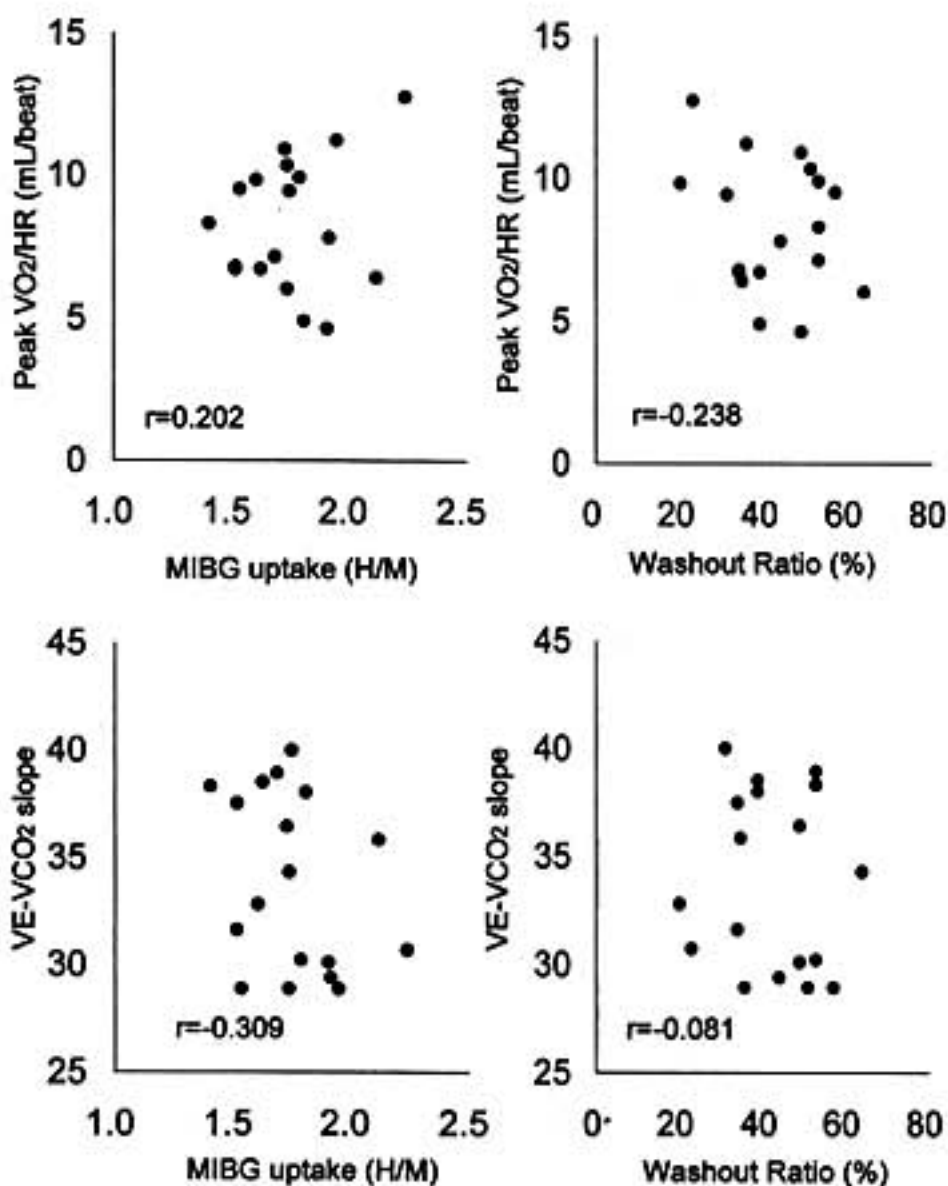 15
10
5
0
Peak VO2/HR (mL/beat)
r=0.202
1.0 1.5 2.0 2.5
MIBG uptake (H/M)
15
10
5
0
Peak VO2/HR (mL/beat)
r=-0.238
0 20 40 60 80
Washout Ratio (%)
45
40
35
30
25
VE-VCO2 slope
r=-0.309
1.0 1.5 2.0 2.5
MIBG uptake (H/M)
45
40
35
30
25
VE-VCO2 slope
r=-0.081
0 20 40 60 80
Washout Ratio (%)